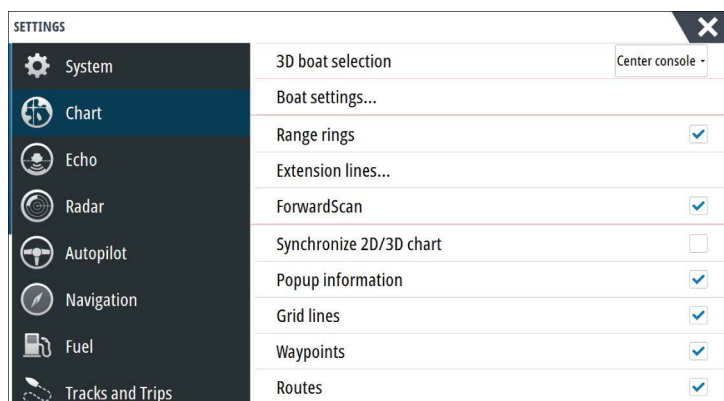 SETTINGS
System
Chart
Echo
Radar
Autopilot
Navigation
Fuel
Tracks and Trips
3D boat selection
Center console
Boat settings...
Range rings
Extension lines...
ForwardScan
Synchronize 2D/3D chart
Popup information
Grid lines
Waypoints
Routes